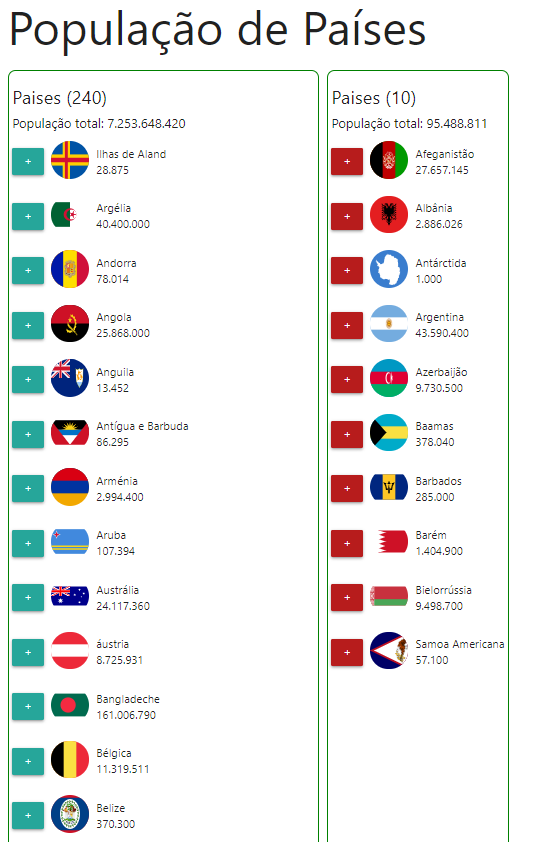 População de Países
Paises (240)
População total: 7.253.648.420
+
Ilhas de Aland
28.875
+
Argélia
40.400.000
+
Andorra
78.014
+
Angola
25.868.000
+
Anguila
13.452
+
Antígua e Barbuda
86.295
+
Arménia
2.994.400
+
Aruba
107.394
+
Austrália
24.117.360
+
áustria
8.725.931
+
Bangladeche
161.006.790
+
Bélgica
11.319.511
+
Belize
370.300
Paises (10)
População total: 95.488.811
+
Afeganistão
27.657.145
+
Albânia
2.886.026
+
Antárctida
1.000
+
Argentina
43.590.400
+
Azerbaijão
9.730.500
+
Baamas
378.040
+
Barbados
285.000
+
Barém
1.404.900
+
Bielorrússia
9.498.700
+
Samoa Americana
57.100